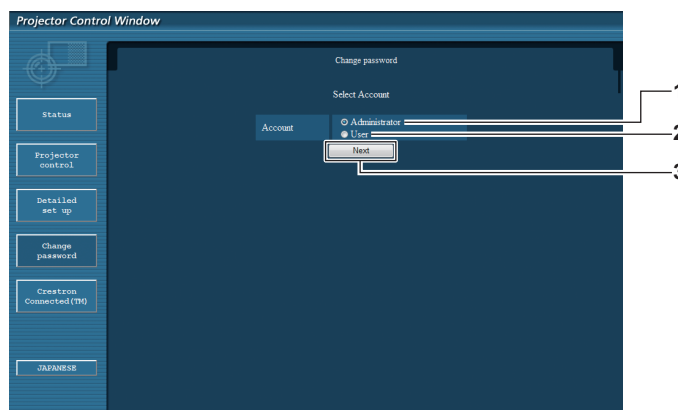 Projector Control Window
Change password
Select Account
Account
Administrator
User
Next
Status
Projector
control
Detailed
set up
Change
password
Crestron
Connected(TM)
JAPANESE
1
2
3